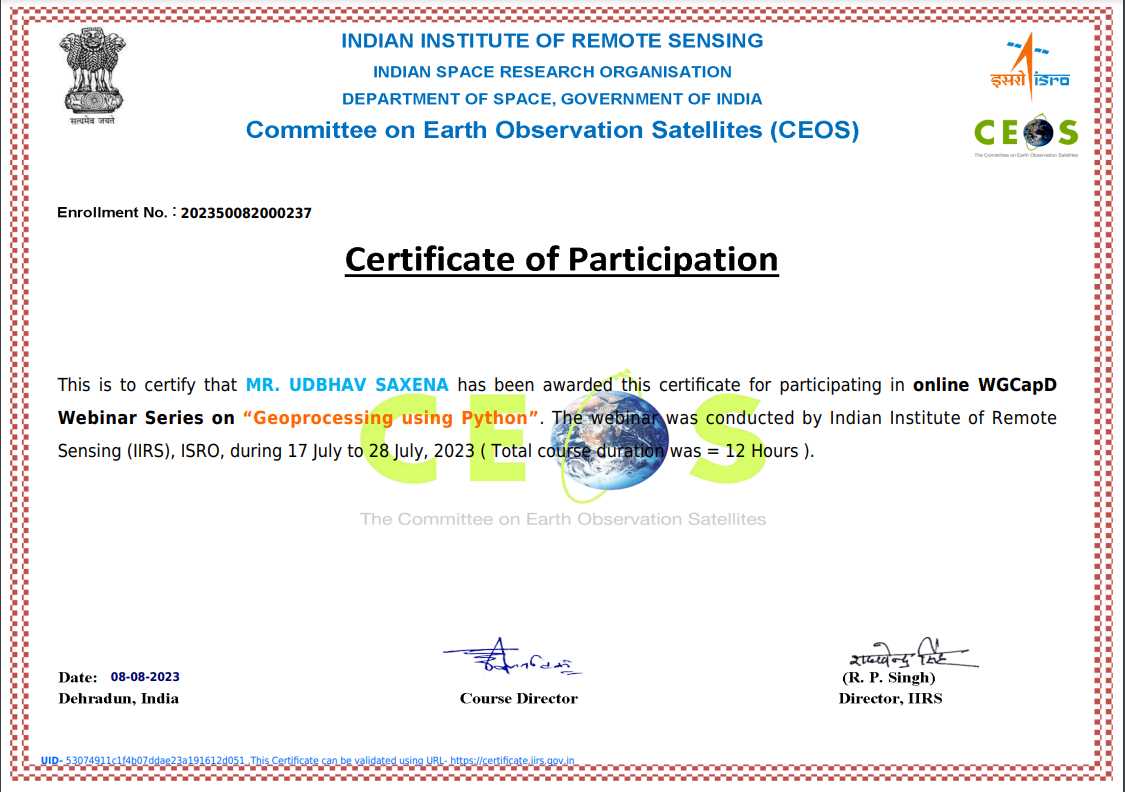 INDIAN INSTITUTE OF REMOTE SENSING
INDIAN SPACE RESEARCH ORGANISATION
DEPARTMENT OF SPACE, GOVERNMENT OF INDIA
Committee on Earth Observation Satellites (CEOS)
सत्यमेव जयते
इसरो isro
CEOS
The Committee on Earth Observation Satellites
Enrollment No. : 202350082000237
Certificate of Participation
This is to certify that MR. UDBHAV SAXENA has been awarded this certificate for participating in online WGCapD
Webinar Series on “Geoprocessing using Python”. The webinar was conducted by Indian Institute of Remote
Sensing (IIRS), ISRO, during 17 July to 28 July, 2023 ( Total course duration was = 12 Hours ).
CEOS
The Committee on Earth Observation Satellites
Date: 08-08-2023
Dehradun, India
Course Director
(R. P. Singh)
Director, IIRS
UID- 53074911c1f4b07ddae23a191612d051 .This Certificate can be validated using URL- https://certificate.iirs.gov.in